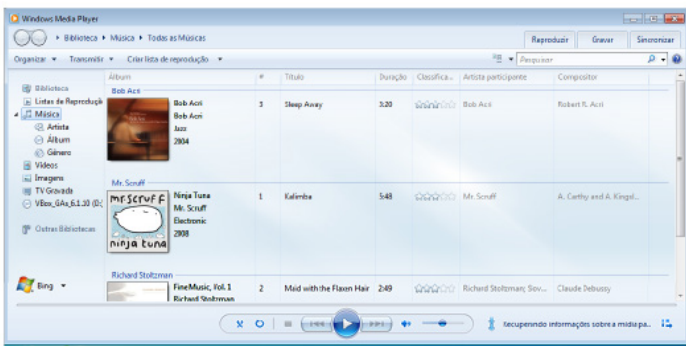 Windows Media Player
Biblioteca ▸ Música ▸ Todas as Músicas
Reproduzir Gravar Sincronizar
Organizar Transmitir Criar lista de reprodução
Pesquisar
Álbum # Título Duração Classifica... Artista participante Compositor
Biblioteca
Listas de Reproduçã
Música
Artista
Álbum
Gênero
Vídeos
Imagens
TV Gravada
VBox_GAs_6.1.10 (D:)
Outras Bibliotecas
Bing
Bob Acri
Bob Acri 3 Sleep Away 3:20 Bob Acri Robert R. Acri
Bob Acri
Jazz
2004
Mr. Scruff
mr.scruff
ninja tuna
Ninja Tuna 1 Kalimba 5:48 Mr. Scruff A. Carthy and A. Kingsl...
Mr. Scruff
Electronic
2008
Richard Stoltzman
Fine Music, Vol. 1 2 Maid with the Flaxen Hair 2:49 Richard Stoltzman; Slov... Claude Debussy
Richard Stoltzman
Recuperando informações sobre a mídia pa...